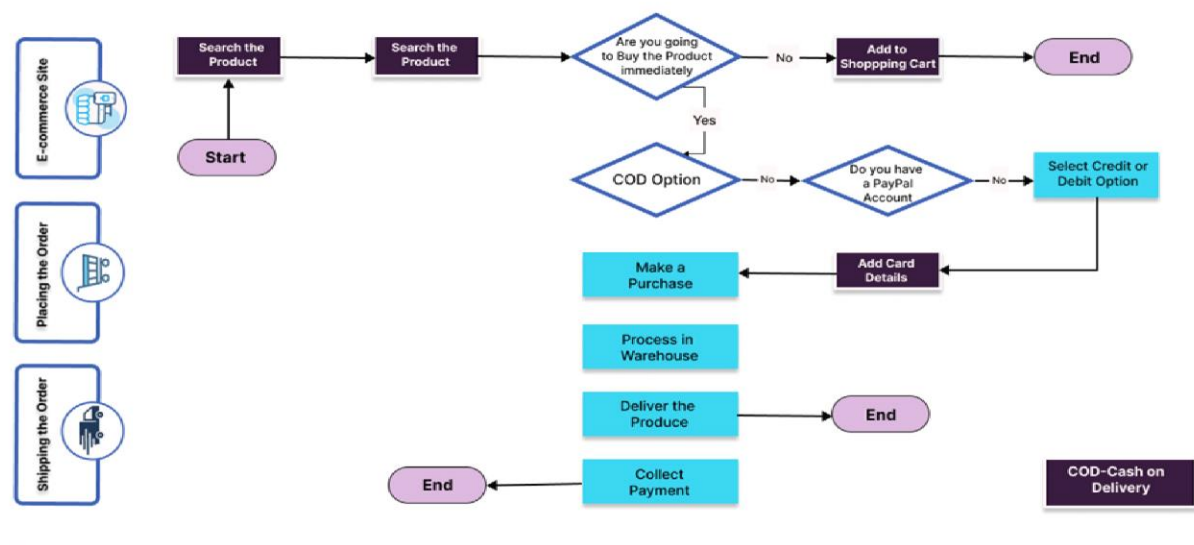 E-commerce Site
Placing the Order
Shipping the Order
Search the
Product
Search the
Product
Are you going
to Buy the Product
immediately
No
Add to
Shoppping Cart
End
Start
Yes
COD Option
No
Do you have
a PayPal
Account
No
Select Credit or
Debit Option
Make a
Purchase
Add Card
Details
Process in
Warehouse
Deliver the
Produce
End
End
Collect
Payment
COD-Cash on
Delivery